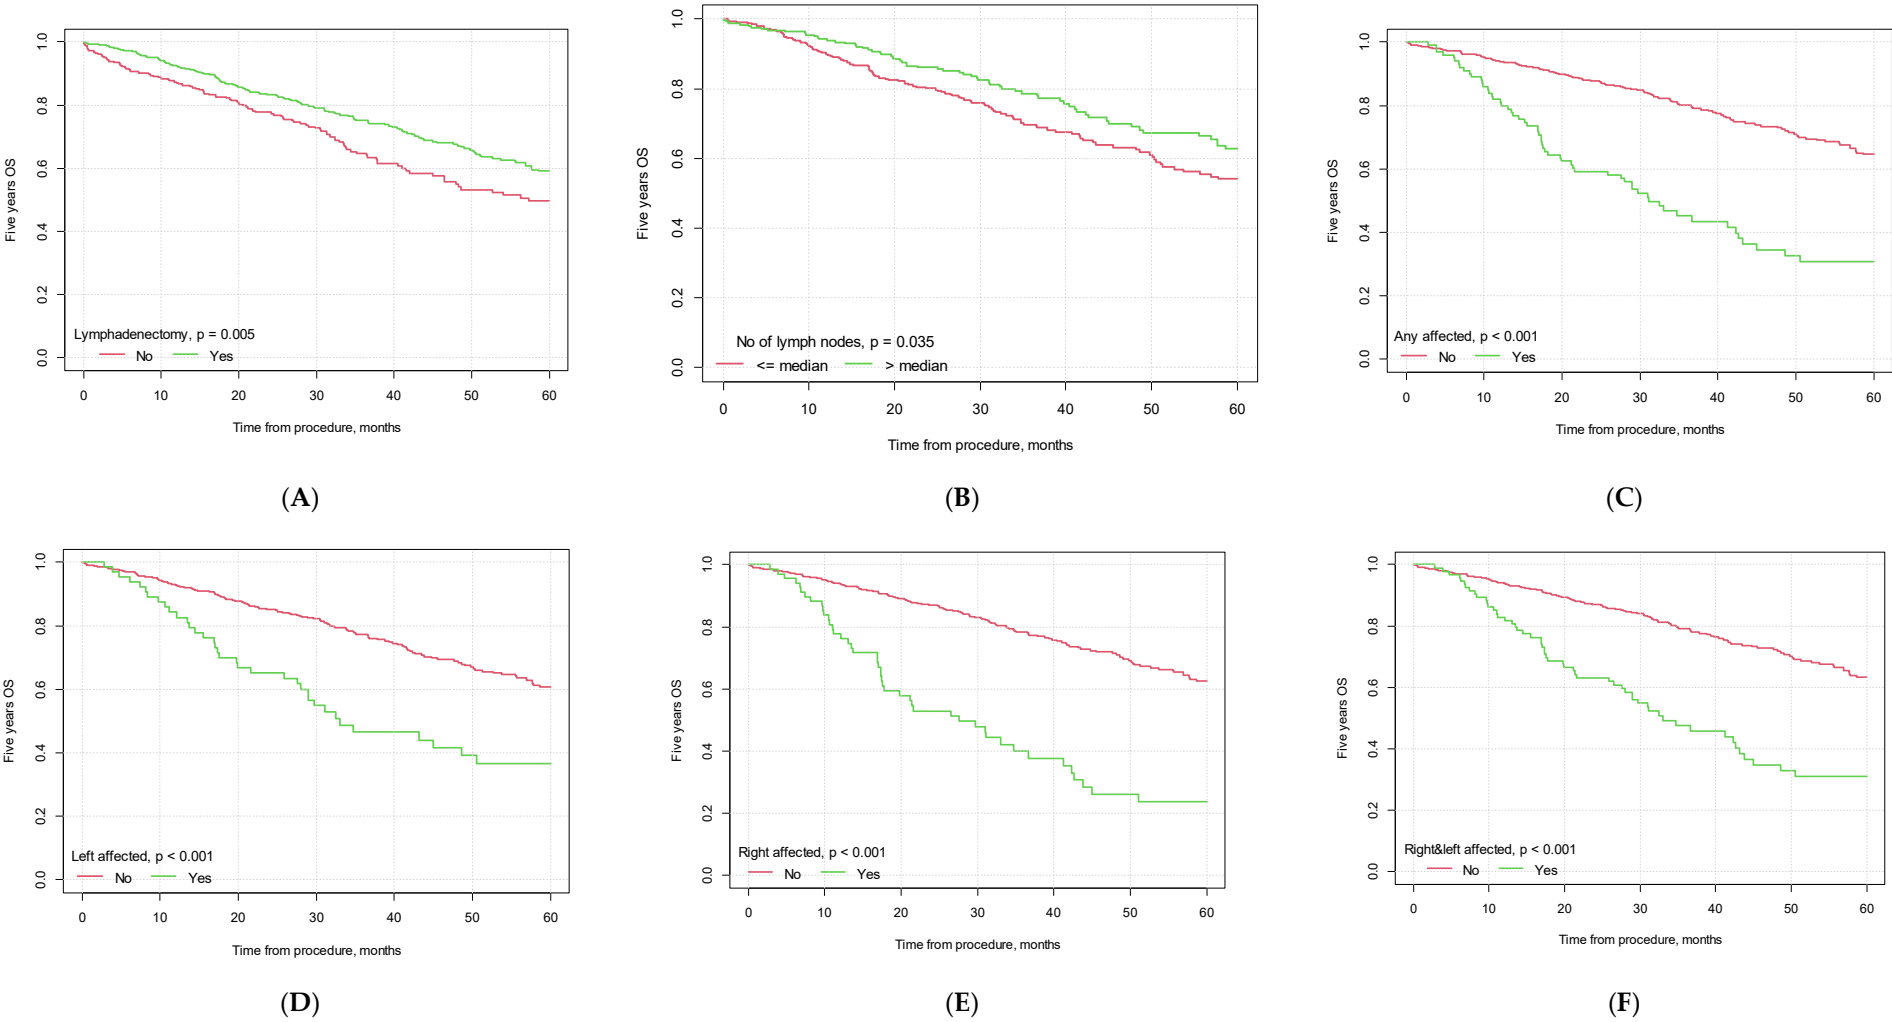 Five years OS
1.0
0.8
0.6
0.4
0.2
0.0
Lymphadenectomy, p = 0.005
No Yes
0 10 20 30 40 50 60
Time from procedure, months
(A)
Five years OS
1.0
0.8
0.6
0.4
0.2
0.0
No of lymph nodes, p = 0.035
<= median > median
0 10 20 30 40 50 60
Time from procedure, months
(B)
Five years OS
1.0
0.8
0.6
0.4
0.2
0.0
Any affected, p < 0.001
No Yes
0 10 20 30 40 50 60
Time from procedure, months
(C)
Five years OS
1.0
0.8
0.6
0.4
0.2
0.0
Left affected, p < 0.001
No Yes
0 10 20 30 40 50 60
Time from procedure, months
(D)
Five years OS
1.0
0.8
0.6
0.4
0.2
0.0
Right affected, p < 0.001
No Yes
0 10 20 30 40 50 60
Time from procedure, months
(E)
Five years OS
1.0
0.8
0.6
0.4
0.2
0.0
Right&left affected, p < 0.001
No Yes
0 10 20 30 40 50 60
Time from procedure, months
(F)